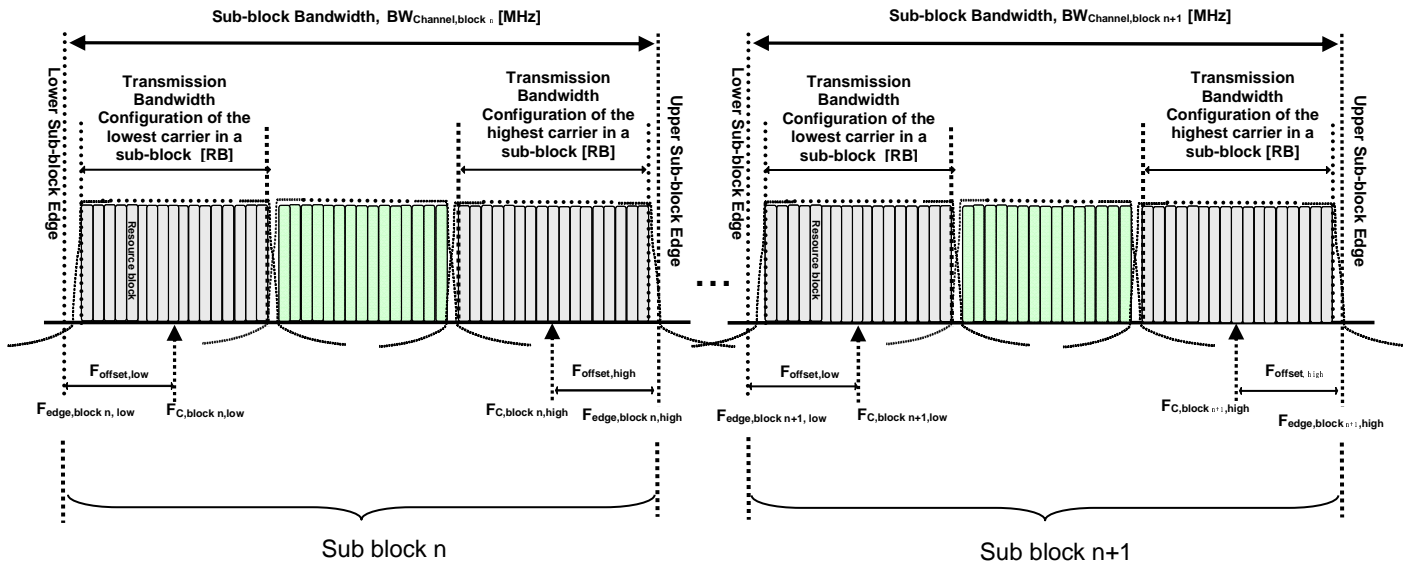 Sub-block Bandwidth, BWChannel,block n [MHz]
Lower Sub-block Edge
Transmission
Bandwidth
Configuration of the
lowest carrier in a
sub-block [RB]
Transmission
Bandwidth
Configuration of the
highest carrier in a
sub-block [RB]
Upper Sub-block Edge
Resource block
Foffset,low
Foffset,high
Fedge,block n, low
FC,block n,low
FC,block n,high
Fedge,block n,high
Sub block n
...
Sub-block Bandwidth, BWChannel,block n+1 [MHz]
Lower Sub-block Edge
Transmission
Bandwidth
Configuration of the
lowest carrier in a
sub-block [RB]
Transmission
Bandwidth
Configuration of the
highest carrier in a
sub-block [RB]
Upper Sub-block Edge
Resource block
Foffset,low
Foffset, high
Fedge,block n+1, low
FC,block n+1,low
FC,block n+1,high
Fedge,block n+1,high
Sub block n+1